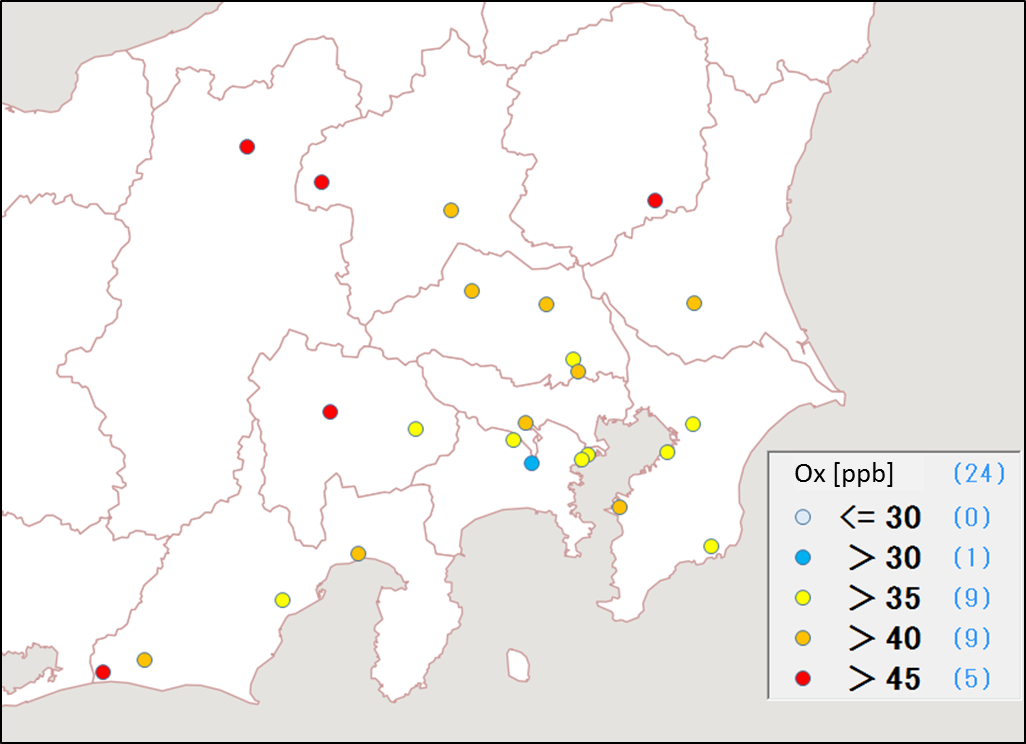 Ox [ppb] (24)
<= 30 (0)
> 30 (1)
> 35 (9)
> 40 (9)
> 45 (5)